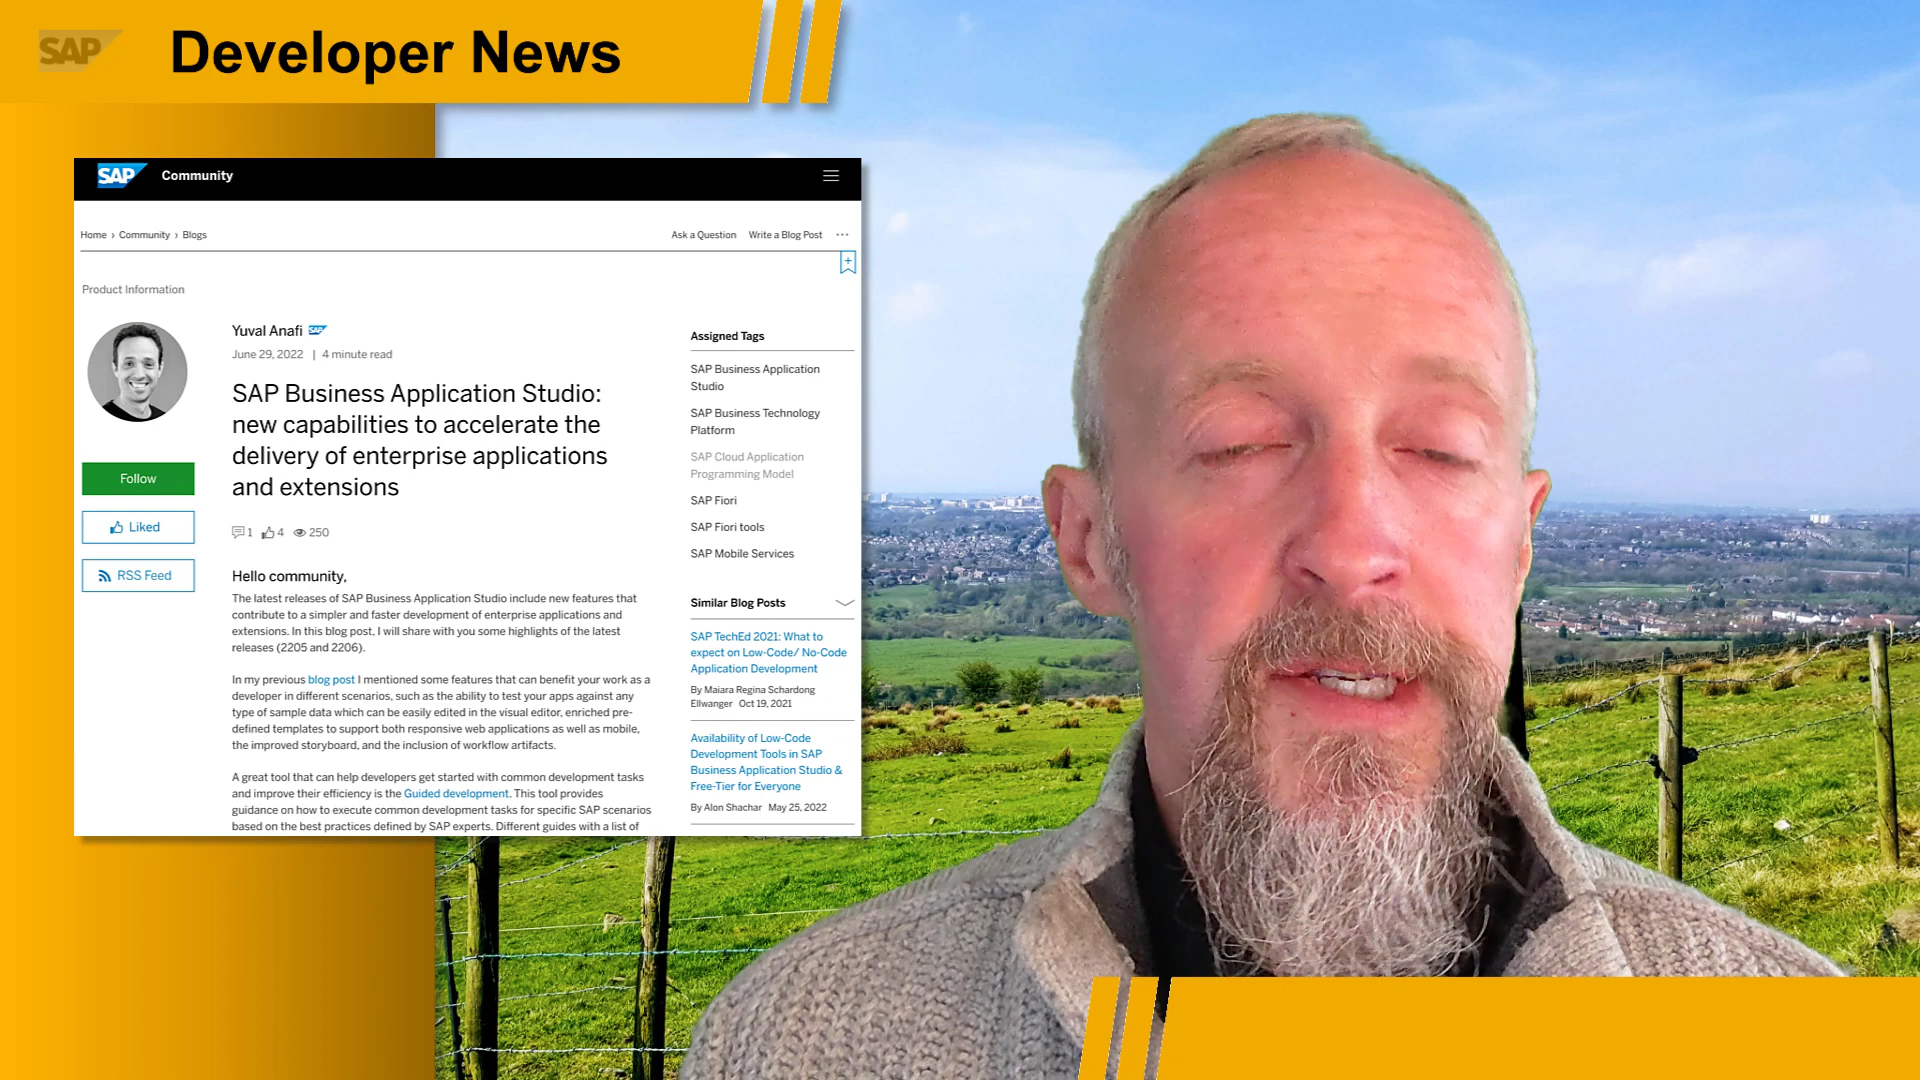 SAP Developer News
SAP Community
Home › Community › Blogs
Ask a Question Write a Blog Post ...
Product Information
Yuval Anafi SAP
June 29, 2022 | 4 minute read
SAP Business Application Studio:
new capabilities to accelerate the
delivery of enterprise applications
and extensions
1 4 250
Follow
Liked
RSS Feed
Hello community,
The latest releases of SAP Business Application Studio include new features that
contribute to a simpler and faster development of enterprise applications and
extensions. In this blog post, I will share with you some highlights of the latest
releases (2205 and 2206).
In my previous blog post I mentioned some features that can benefit your work as a
developer in different scenarios, such as the ability to test your apps against any
type of sample data which can be easily edited in the visual editor, enriched pre-
defined templates to support both responsive web applications as well as mobile,
the improved storyboard, and the inclusion of workflow artifacts.
A great tool that can help developers get started with common development tasks
and improve their efficiency is the Guided development. This tool provides
guidance on how to execute common development tasks for specific SAP scenarios
based on the best practices defined by SAP experts. Different guides with a list of
Assigned Tags
SAP Business Application
Studio
SAP Business Technology
Platform
SAP Cloud Application
Programming Model
SAP Fiori
SAP Fiori tools
SAP Mobile Services
Similar Blog Posts
SAP TechEd 2021: What to
expect on Low-Code/ No-Code
Application Development
By Maiara Regina Schardong
Ellwanger Oct 19, 2021
Availability of Low-Code
Development Tools in SAP
Business Application Studio &
Free-Tier for Everyone
By Alon Shachar May 25, 2022